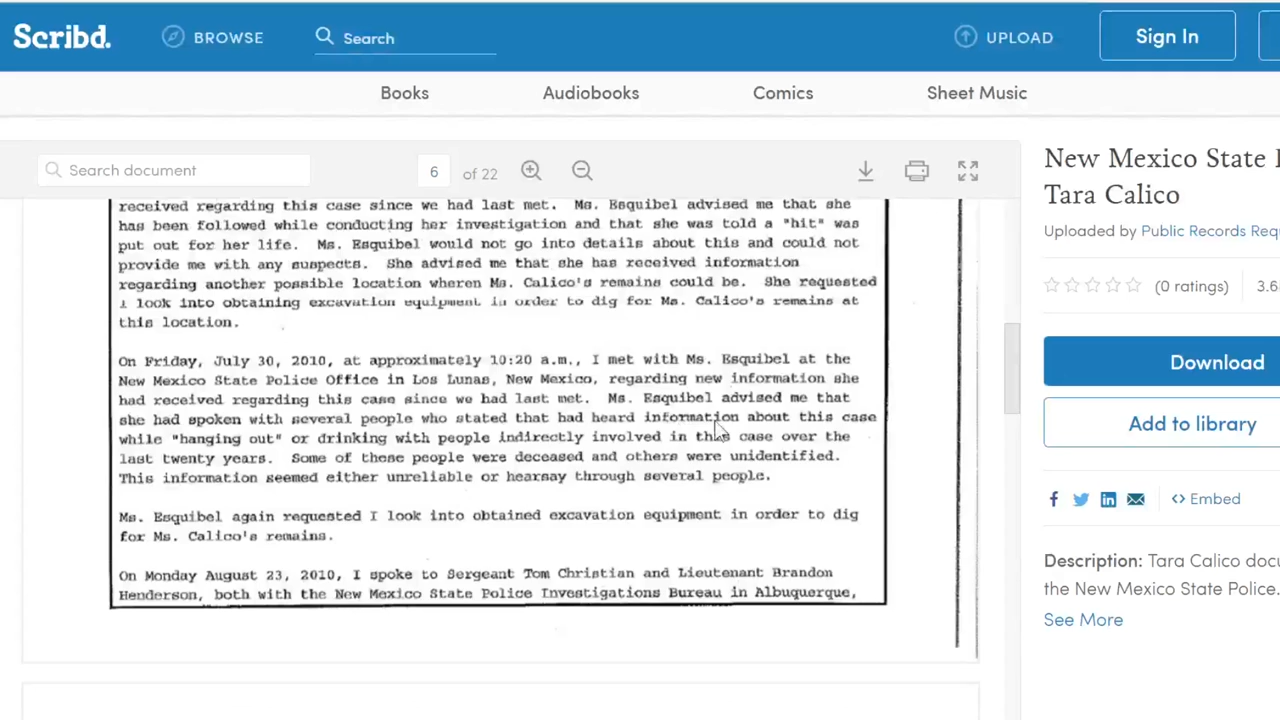 Scribd.
BROWSE
Search
UPLOAD
Sign In
Books
Audiobooks
Comics
Sheet Music
Search document
6
of 22
New Mexico State
Tara Calico
Uploaded by Public Records Req
(0 ratings)
3.6
Download
Add to library
Embed
Description: Tara Calico docu
the New Mexico State Police.
See More
received regarding this case since we had last met. Ms. Esquibel advised me that she
has been followed while conducting her investigation and that she was told a "hit" was
put out for her life. Ms. Esquibel would not go into details about this and could not
provide me with any suspects. She advised me that she has received information
regarding another possible location wheren Ms. Calico's remains could be. She requested
I look into obtaining excavation equipment in order to dig for Ms. Calico's remains at
this location.
On Friday, July 30, 2010, at approximately 10:20 a.m., I met with Ms. Esquibel at the
New Mexico State Police Office in Los Lunas, New Mexico, regarding new information she
had received regarding this case since we had last met. Ms. Esquibel advised me that
she had spoken with several people who stated that had heard information about this case
while "hanging out" or drinking with people indirectly involved in this case over the
last twenty years. Some of these people were deceased and others were unidentified.
This information seemed either unreliable or hearsay through several people.
Ms. Esquibel again requested I look into obtained excavation equipment in order to dig
for Ms. Calico's remains.
On Monday August 23, 2010, I spoke to Sergeant Tom Christian and Lieutenant Brandon
Henderson, both with the New Mexico State Police Investigations Bureau in Albuquerque,